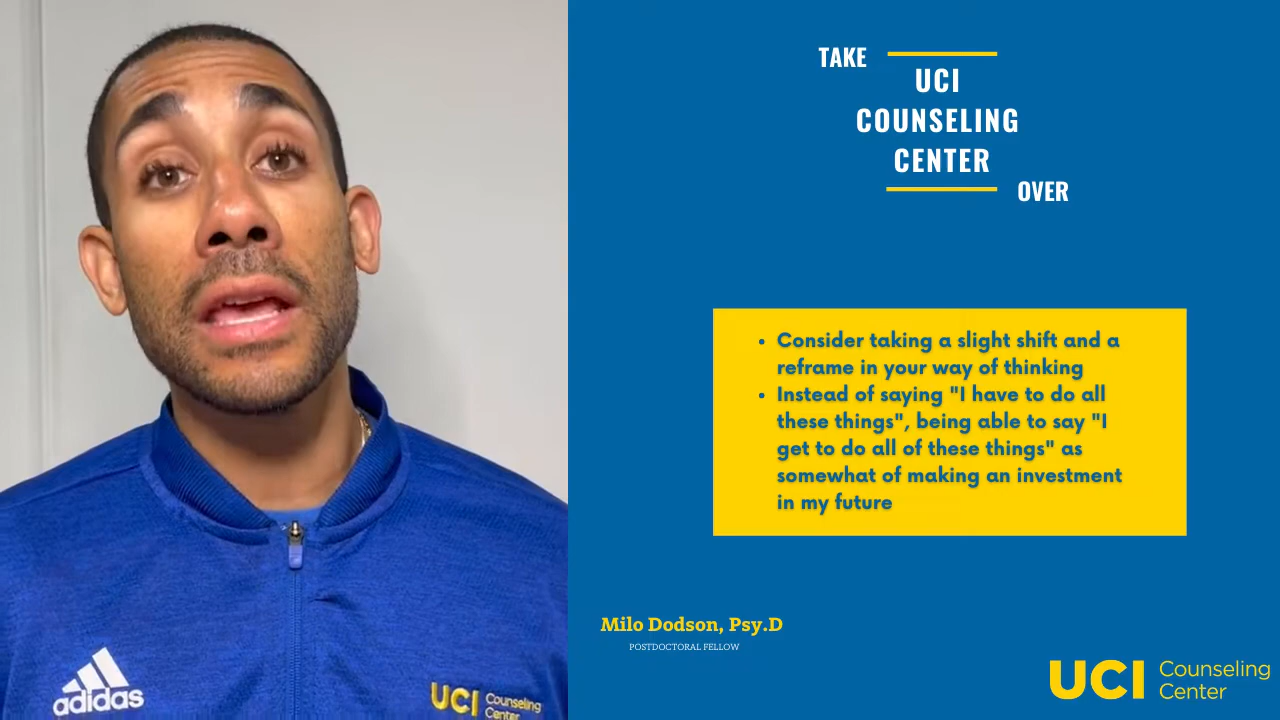 TAKE
UCI
COUNSELING
CENTER
OVER
• Consider taking a slight shift and a
reframe in your way of thinking
• Instead of saying "I have to do all
these things", being able to say "I
get to do all of these things" as
somewhat of making an investment
in my future
Milo Dodson, Psy.D
POSTDOCTORAL FELLOW
UCI Counseling
Center
adidas
UCI Counseling
Center